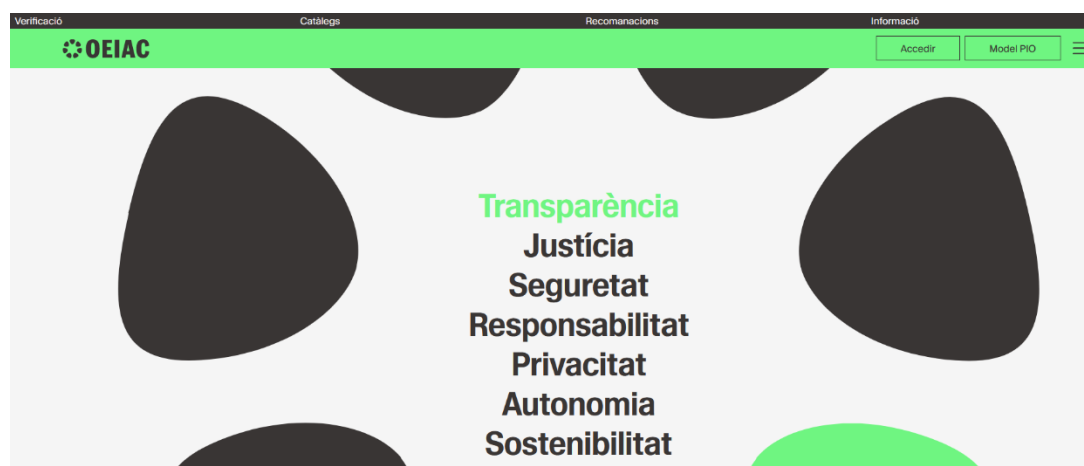 Verificació Catàlegs Recomanacions Informació
OEIAC Accedir Model PIO
Transparència
Justícia
Seguretat
Responsabilitat
Privacitat
Autonomia
Sostenibilitat